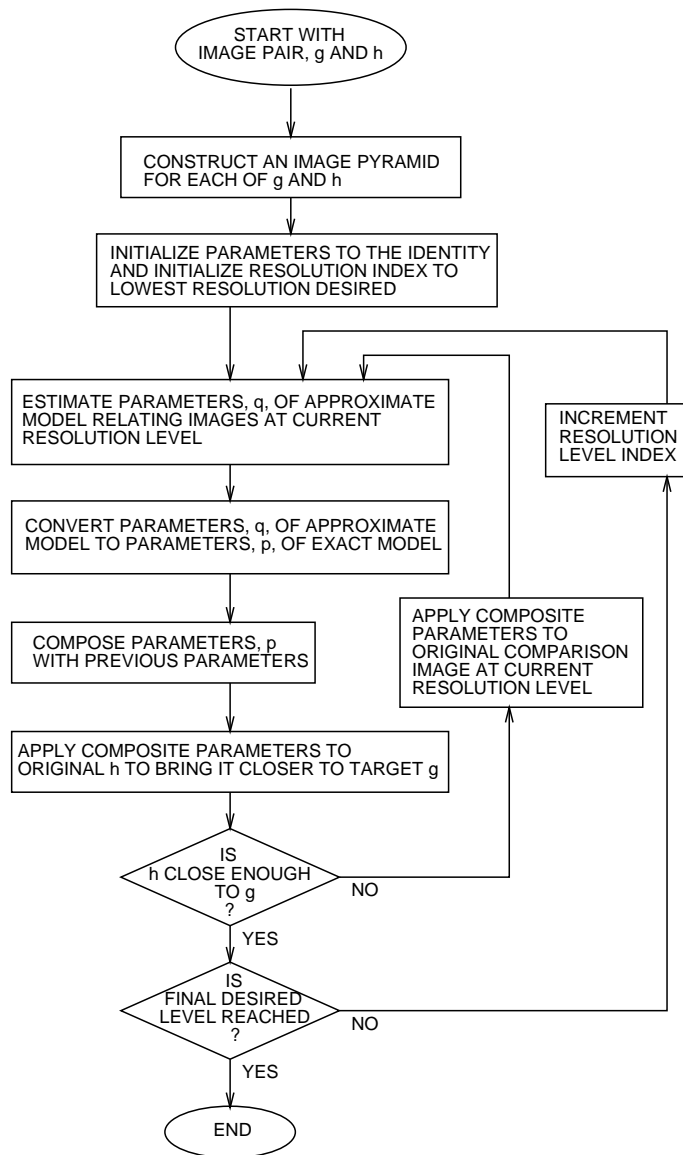 START WITH
IMAGE PAIR, g AND h
CONSTRUCT AN IMAGE PYRAMID
FOR EACH OF g AND h
INITIALIZE PARAMETERS TO THE IDENTITY
AND INITIALIZE RESOLUTION INDEX TO
LOWEST RESOLUTION DESIRED
ESTIMATE PARAMETERS, q, OF APPROXIMATE
MODEL RELATING IMAGES AT CURRENT
RESOLUTION LEVEL
INCREMENT
RESOLUTION
LEVEL INDEX
CONVERT PARAMETERS, q, OF APPROXIMATE
MODEL TO PARAMETERS, p, OF EXACT MODEL
COMPOSE PARAMETERS, p
WITH PREVIOUS PARAMETERS
APPLY COMPOSITE
PARAMETERS TO
ORIGINAL COMPARISON
IMAGE AT CURRENT
RESOLUTION LEVEL
APPLY COMPOSITE PARAMETERS TO
ORIGINAL h TO BRING IT CLOSER TO TARGET g
IS
h CLOSE ENOUGH
TO g
?
NO
YES
IS
FINAL DESIRED
LEVEL REACHED
?
NO
YES
END